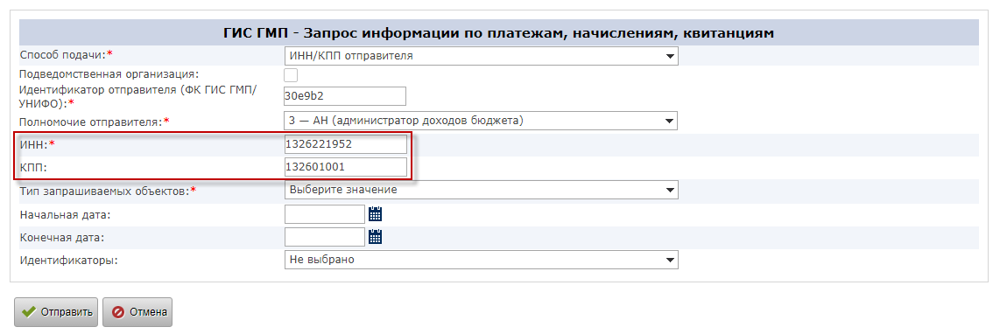 ГИС ГМП - Запрос информации по платежам, начислениям, квитанциям
Способ подачи:* ИНН/КПП отправителя
Подведомственная организация:
Идентификатор отправителя (ФК ГИС ГМП/
УНИФО):* 30e9b2
Полномочие отправителя:* 3 — АН (администратор доходов бюджета)
ИНН:* 1326221952
КПП: 132601001
Тип запрашиваемых объектов:* Выберите значение
Начальная дата:
Конечная дата:
Идентификаторы: Не выбрано
Отправить Отмена